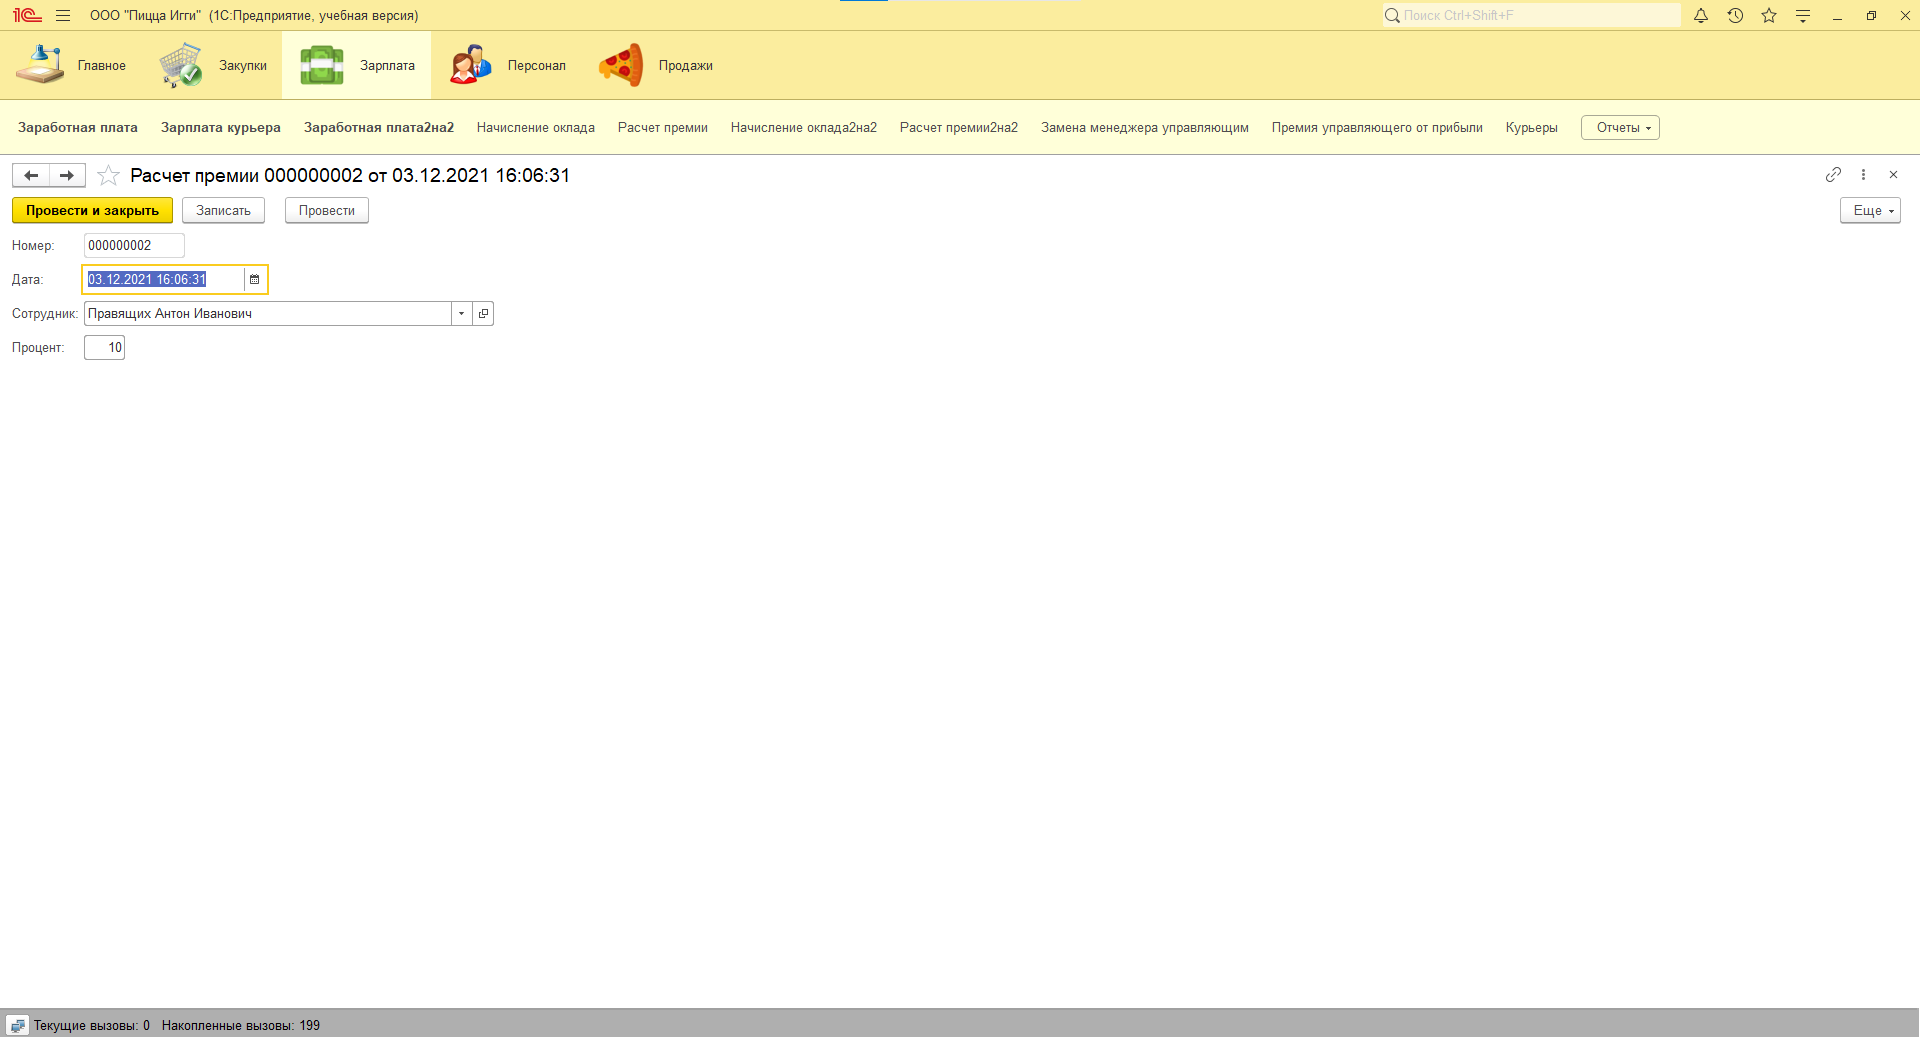 1С ООО "Пицца Игги" (1С:Предприятие, учебная версия) Поиск Ctrl+Shift+F
Главное Закупки Зарплата Персонал Продажи
Заработная плата Зарплата курьера Заработная плата2на2 Начисление оклада Расчет премии Начисление оклада2на2 Расчет премии2на2 Замена менеджера управляющим Премия управляющего от прибыли Курьеры Отчеты
Расчет премии 000000002 от 03.12.2021 16:06:31
Провести и закрыть Записать Провести Еще
Номер: 000000002
Дата: 03.12.2021 16:06:31
Сотрудник: Правящих Антон Иванович
Процент: 10
Текущие вызовы: 0 Накопленные вызовы: 199